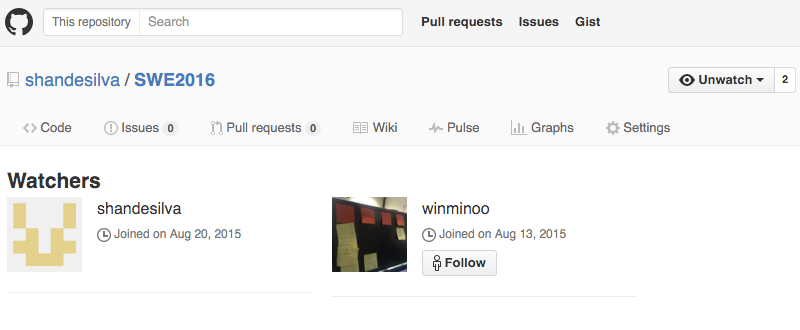 This repository Search Pull requests Issues Gist
shandesilva / SWE2016 Unwatch 2
Code Issues 0 Pull requests 0 Wiki Pulse Graphs Settings
Watchers
shandesilva
Joined on Aug 20, 2015
winminoo
Joined on Aug 13, 2015
Follow